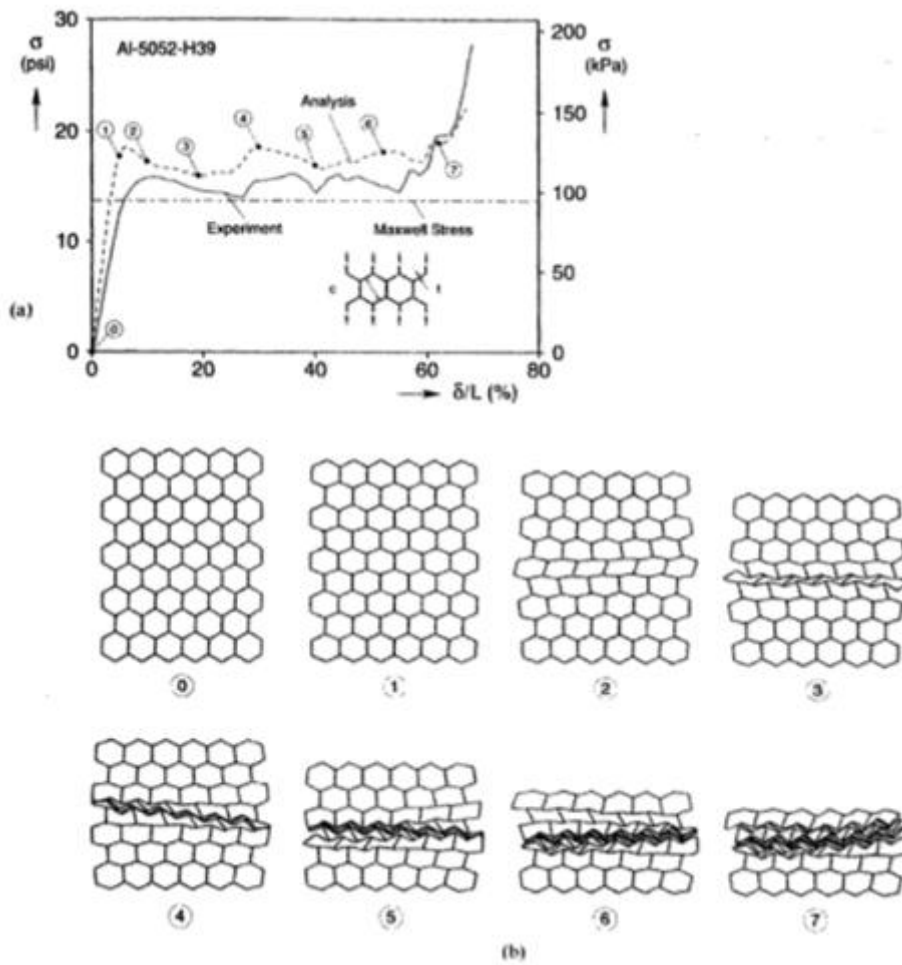 30
σ
(psi)
20
10
0
Al-5052-H39
200
σ
(kPa)
150
100
50
0
1
2
3
4
5
6
7
0
Analysis
Experiment
Maxwell Stress
c
t
(a)
0
20
40
60
80
δ/L (%)
0
1
2
3
4
5
6
7
(b)